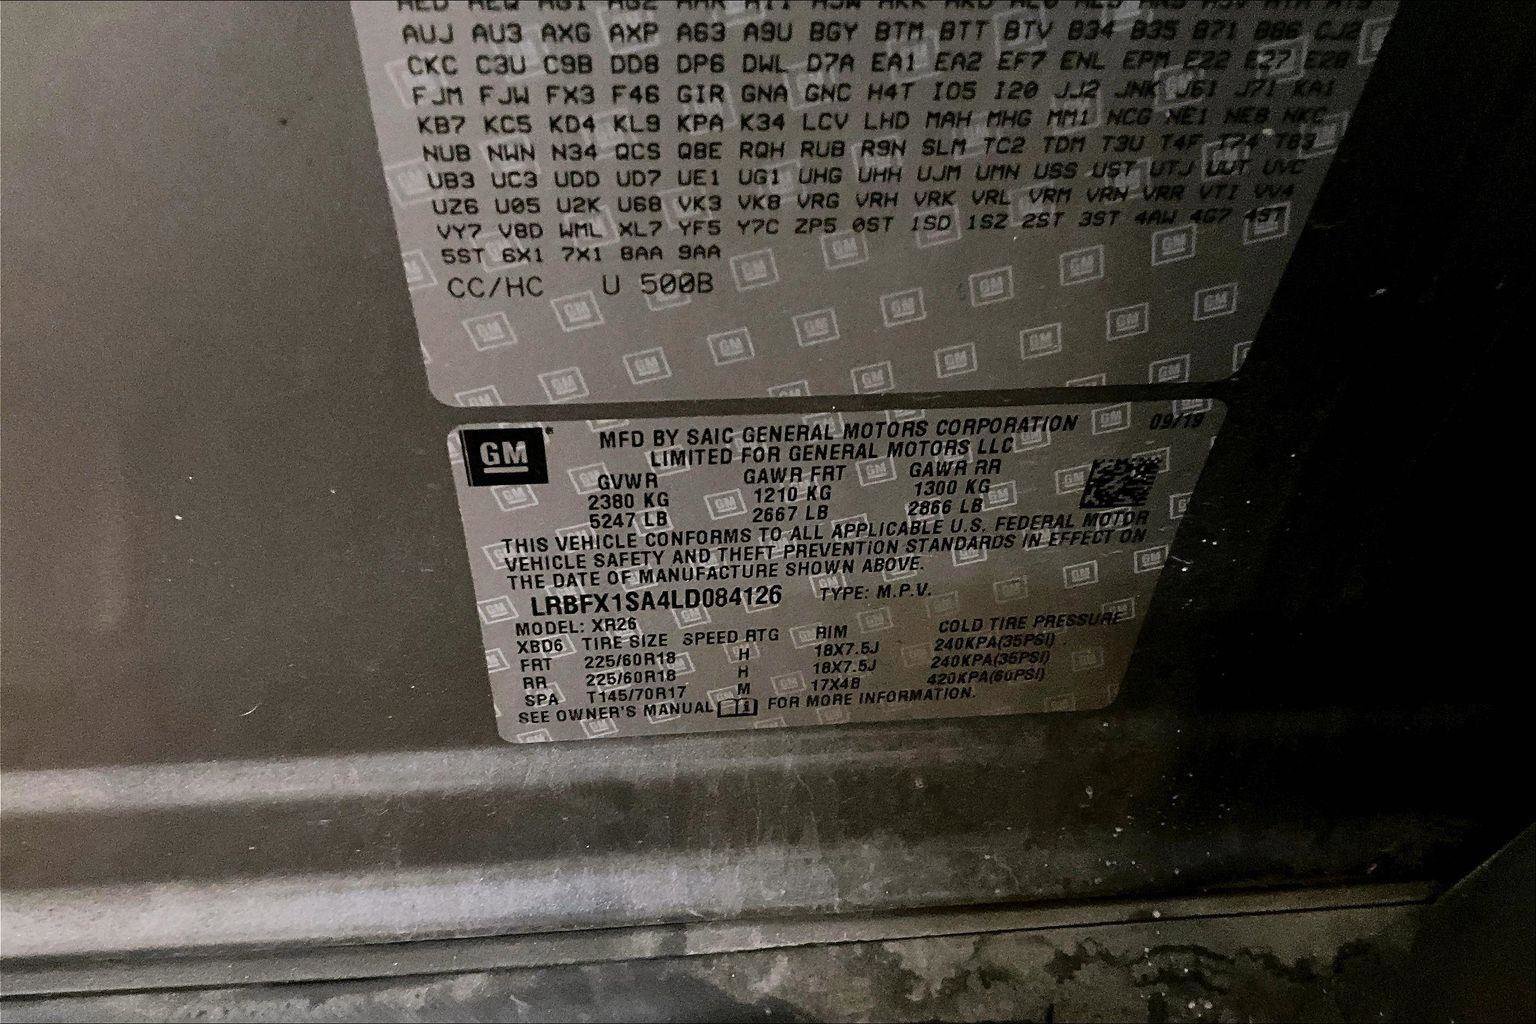 AUJ AU3 AXG AXP A63 A9U BGY BTM BTT BTV B34 B35 B71 B86 CJ2
CKC C3U C9B DD8 DP6 DWL D7A EA1 EA2 EF7 ENL EPM E22 E27 E28
FJM FJW FX3 F46 GIR GNA GNC H4T IO5 I20 JJ2 JNK J61 J71 KA1
KB7 KC5 KD4 KL9 KPA K34 LCV LHD MAH MHG MM1 NCG NE1 NE8 NKC
NUB NWN N34 QCS Q8E RQH RUB R9N SLM TC2 TDM T3U T4F T74 T83
UB3 UC3 UDD UD7 UE1 UG1 UHG UHH UJM UMN USS UST UTJ UVC
UZ6 U05 U2K U68 VK3 VK8 VRG VRH VRK VRL VRM VRN VRR VTI VV4
VY7 V8D WML XL7 YF5 Y7C ZP5 0ST 1SD 1SZ 2ST 3ST 4AW 4G7 4ST
5ST 6X1 7X1 8AA 9AA
CC/HC U 500B
GM
MFD BY SAIC GENERAL MOTORS CORPORATION 09/19
LIMITED FOR GENERAL MOTORS LLC
GVWR GAWR FRT GAWR RR
2380 KG 1210 KG 1300 KG
5247 LB 2667 LB 2866 LB
THIS VEHICLE CONFORMS TO ALL APPLICABLE U.S. FEDERAL MOTOR
VEHICLE SAFETY AND THEFT PREVENTION STANDARDS IN EFFECT ON
THE DATE OF MANUFACTURE SHOWN ABOVE.
LRBFX1SA4LD084126 TYPE: M.P.V.
MODEL: XR26
XBD6 TIRE SIZE SPEED RTG RIM COLD TIRE PRESSURE
FRT 225/60R18 H 18X7.5J 240KPA(35PSI)
RR 225/60R18 H 18X7.5J 240KPA(35PSI)
SPA T145/70R17 M 17X4B 420KPA(60PSI)
SEE OWNER'S MANUAL FOR MORE INFORMATION.